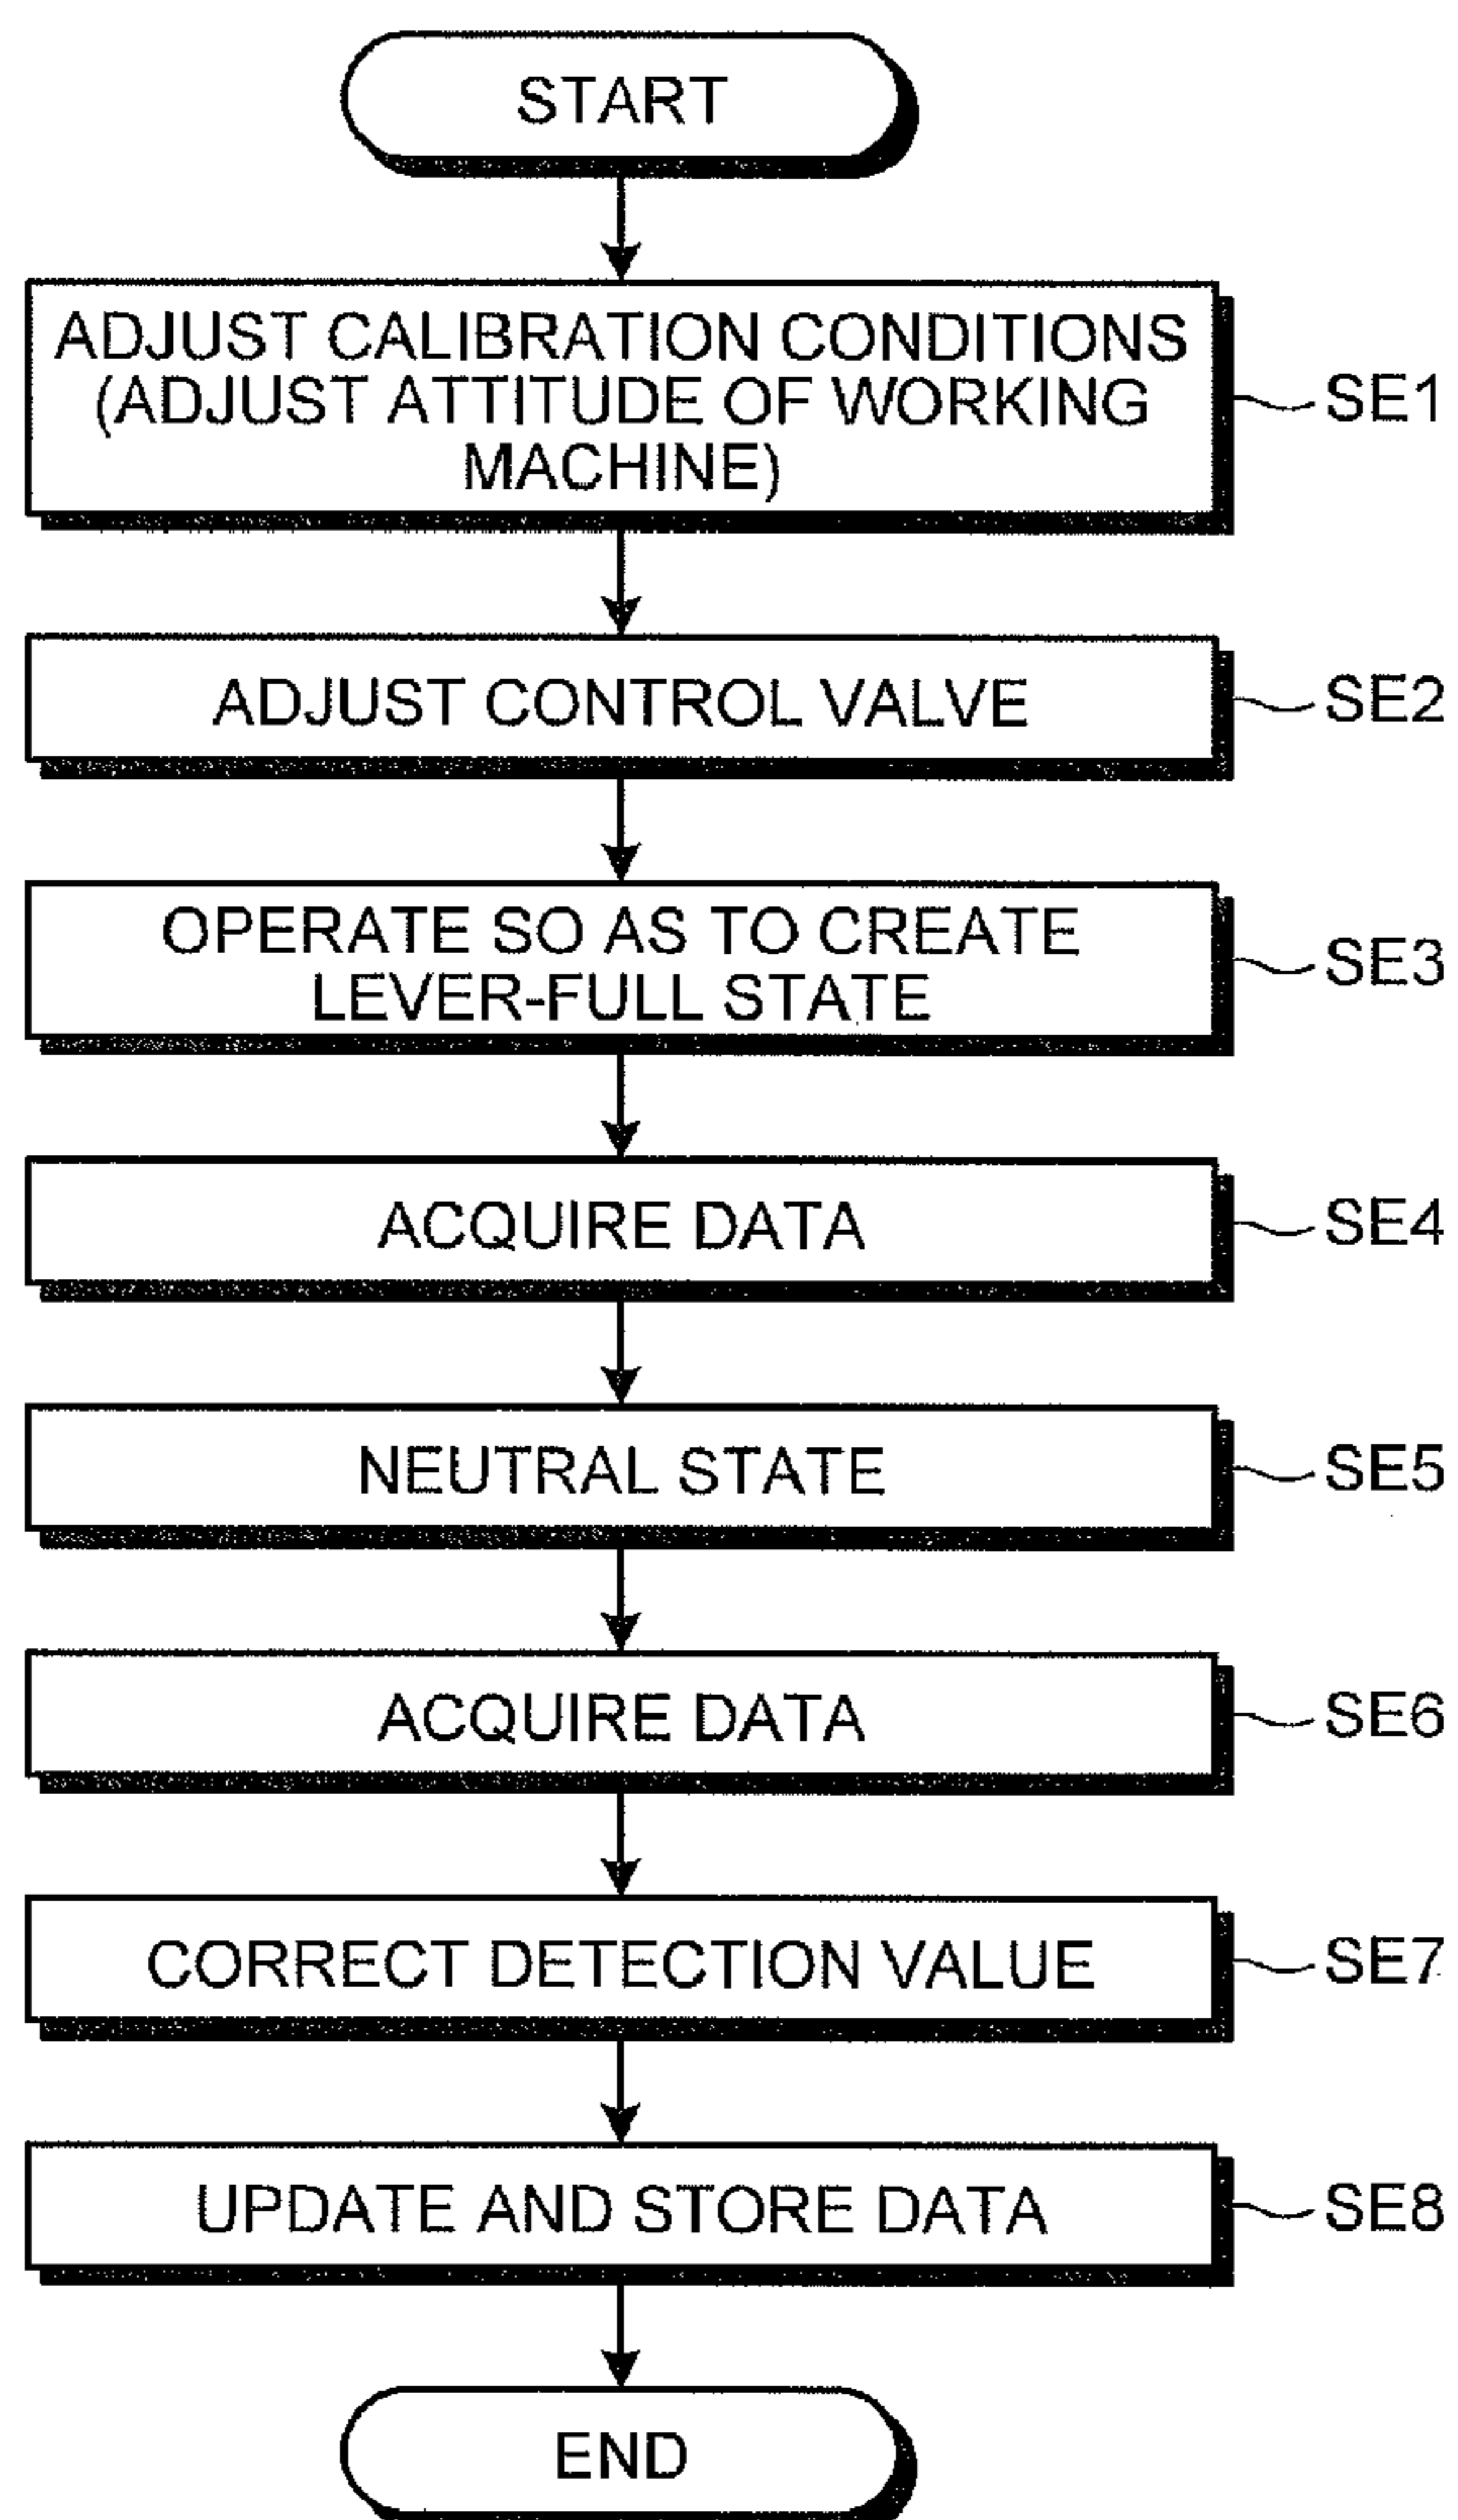 START
ADJUST CALIBRATION CONDITIONS
(ADJUST ATTITUDE OF WORKING
MACHINE)
SE1
ADJUST CONTROL VALVE
SE2
OPERATE SO AS TO CREATE
LEVER-FULL STATE
SE3
ACQUIRE DATA
SE4
NEUTRAL STATE
SE5
ACQUIRE DATA
SE6
CORRECT DETECTION VALUE
SE7
UPDATE AND STORE DATA
SE8
END